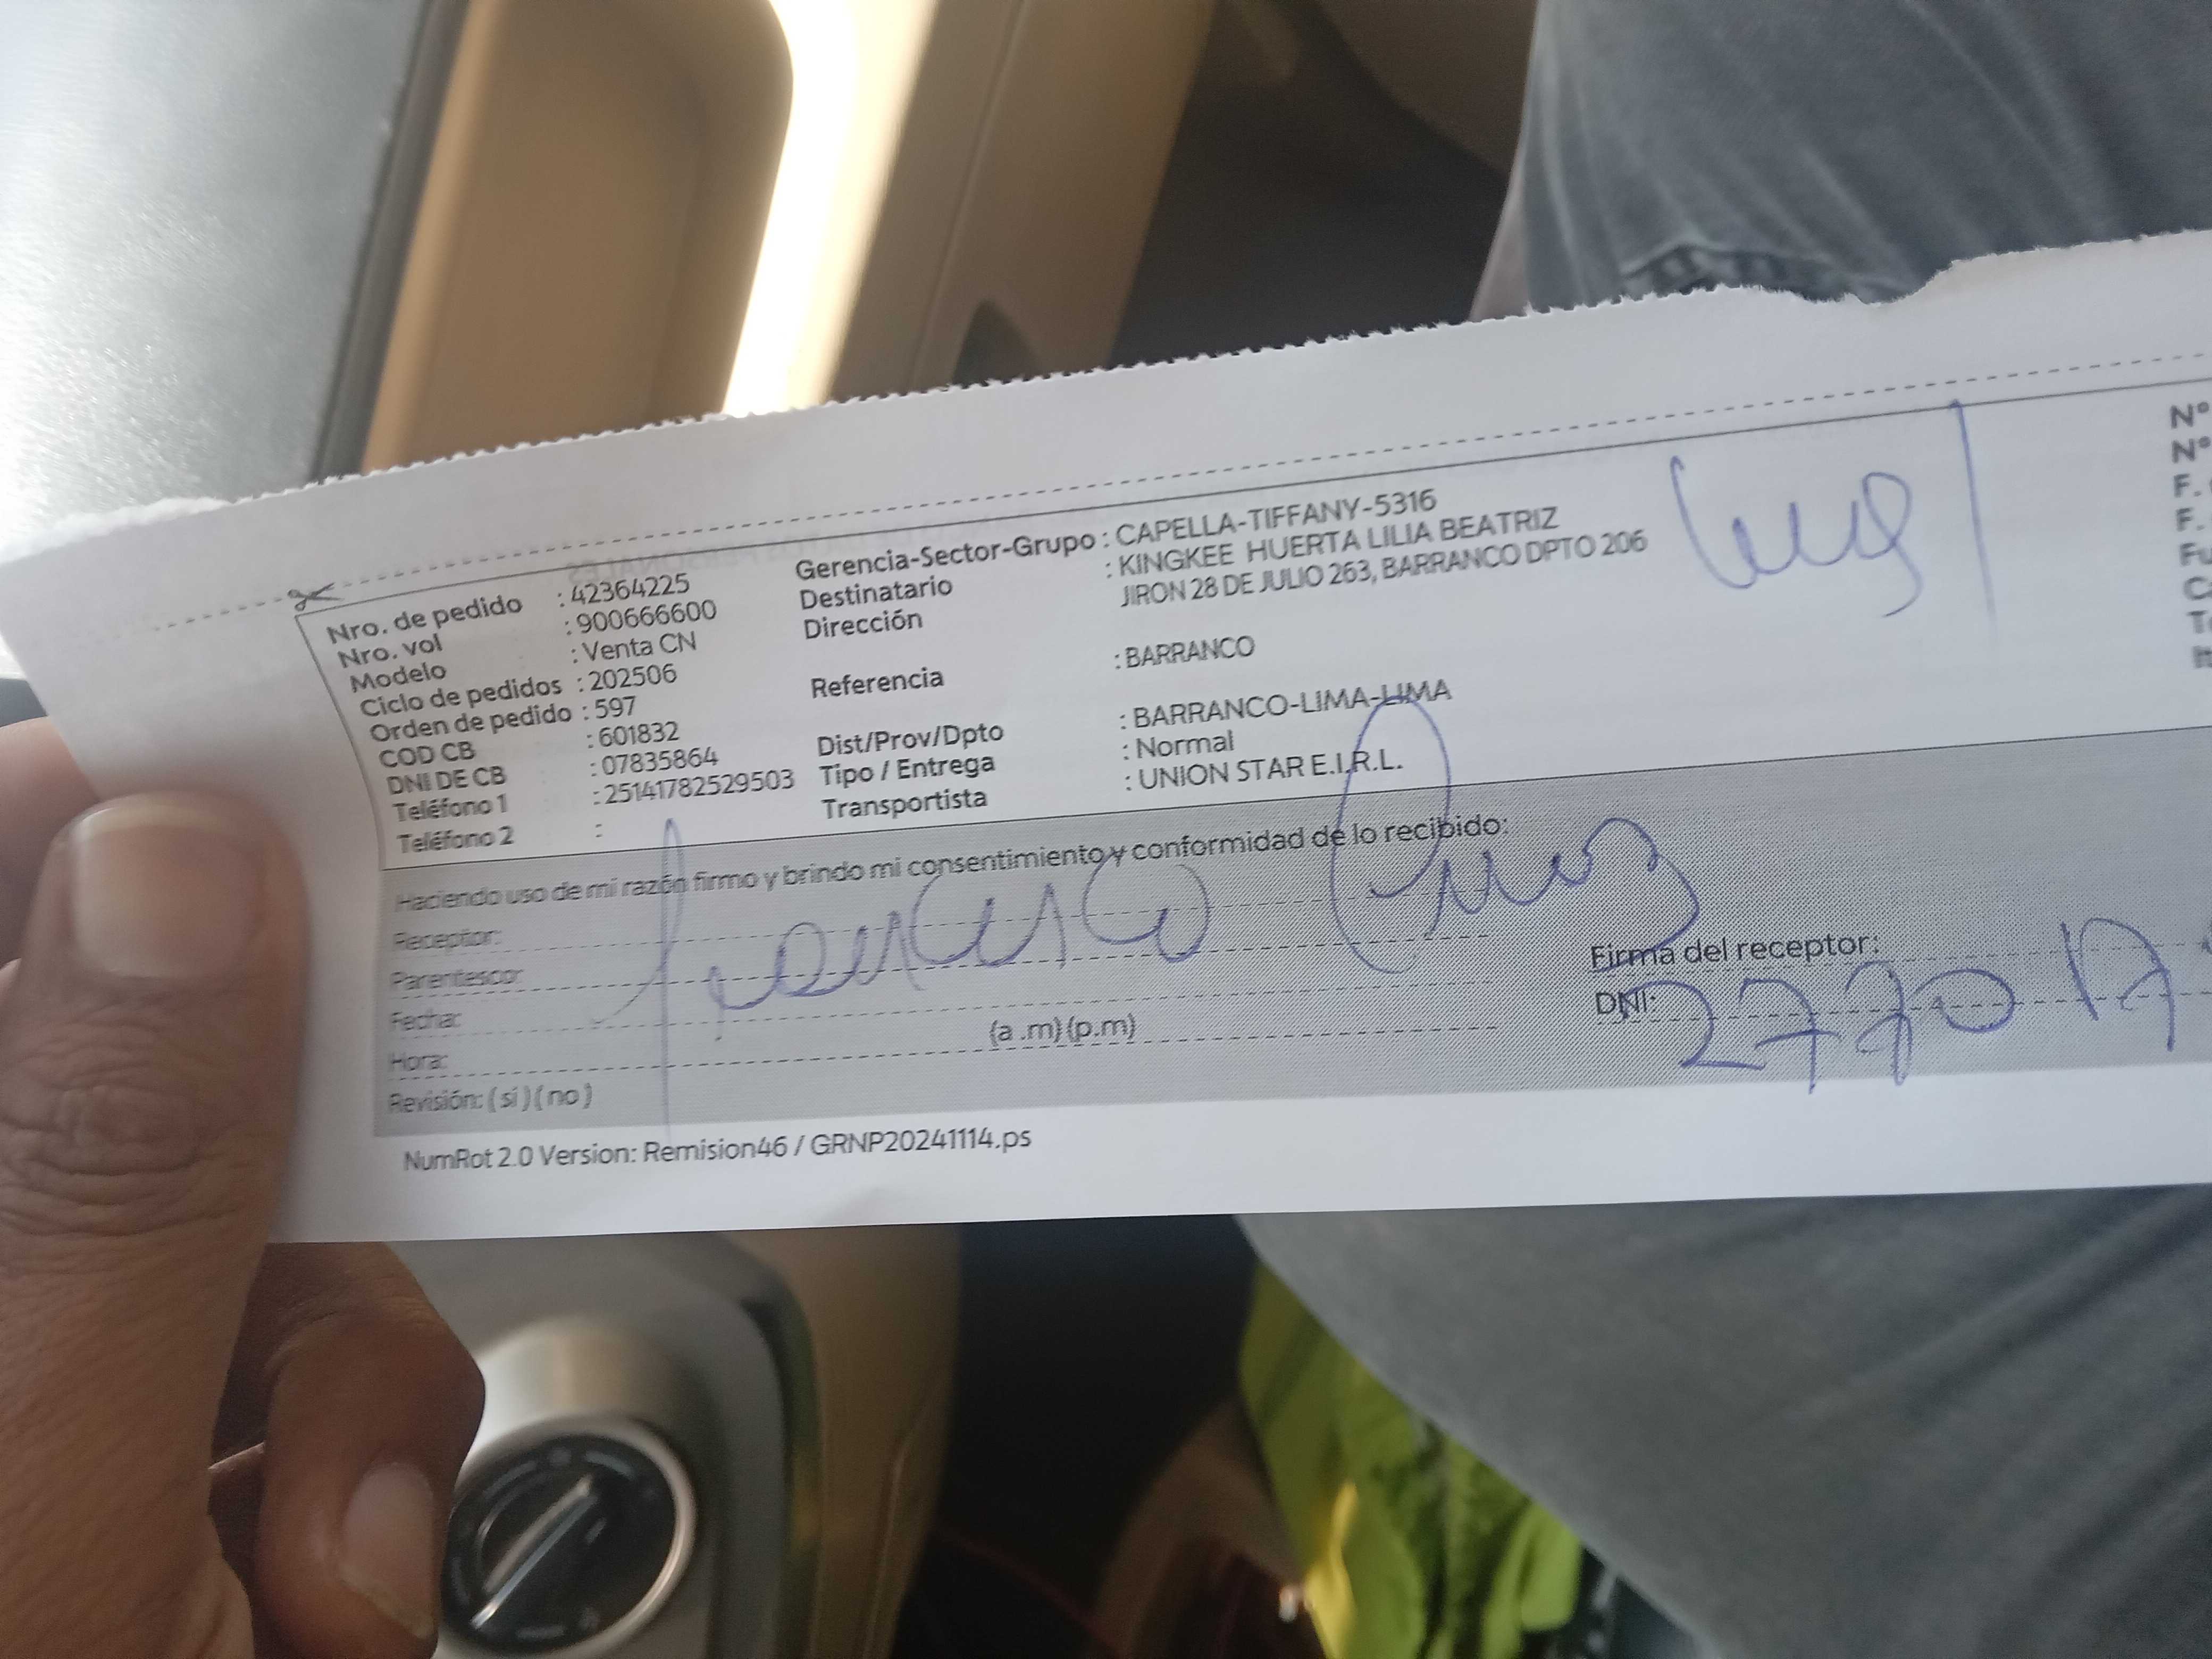 Nro. de pedido : 42364225
Nro. vol : 900666600
Modelo : Venta CN
Ciclo de pedidos : 202506
Orden de pedido : 597
COD CB : 601832
DNI DE CB : 07835864
Teléfono 1 : 25141782529503
Teléfono 2 :
Gerencia-Sector-Grupo : CAPELLA-TIFFANY-5316
Destinatario : KINGKEE HUERTA LILIA BEATRIZ
Dirección JIRON 28 DE JULIO 263, BARRANCO DPTO 206
Referencia : BARRANCO
Dist/Prov/Dpto : BARRANCO-LIMA-LIMA
Tipo / Entrega : Normal
Transportista : UNION STAR E.I.R.L.
N°
N°
F.
F.
Haciendo uso de mi razón firmo y brindo mi consentimiento y conformidad de lo recibido:
Receptor:
Parentesco:
Fecha:
Hora: (a .m) (p.m)
Revisión: ( sí ) ( no )
Firma del receptor:
DNI:
NumRot 2.0 Version: Remision46 / GRNP20241114.ps